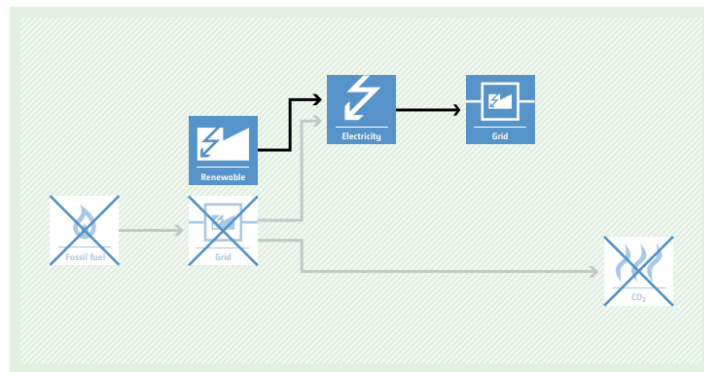 Electricity
Grid
Renewable
Fossil fuel
Grid
CO₂